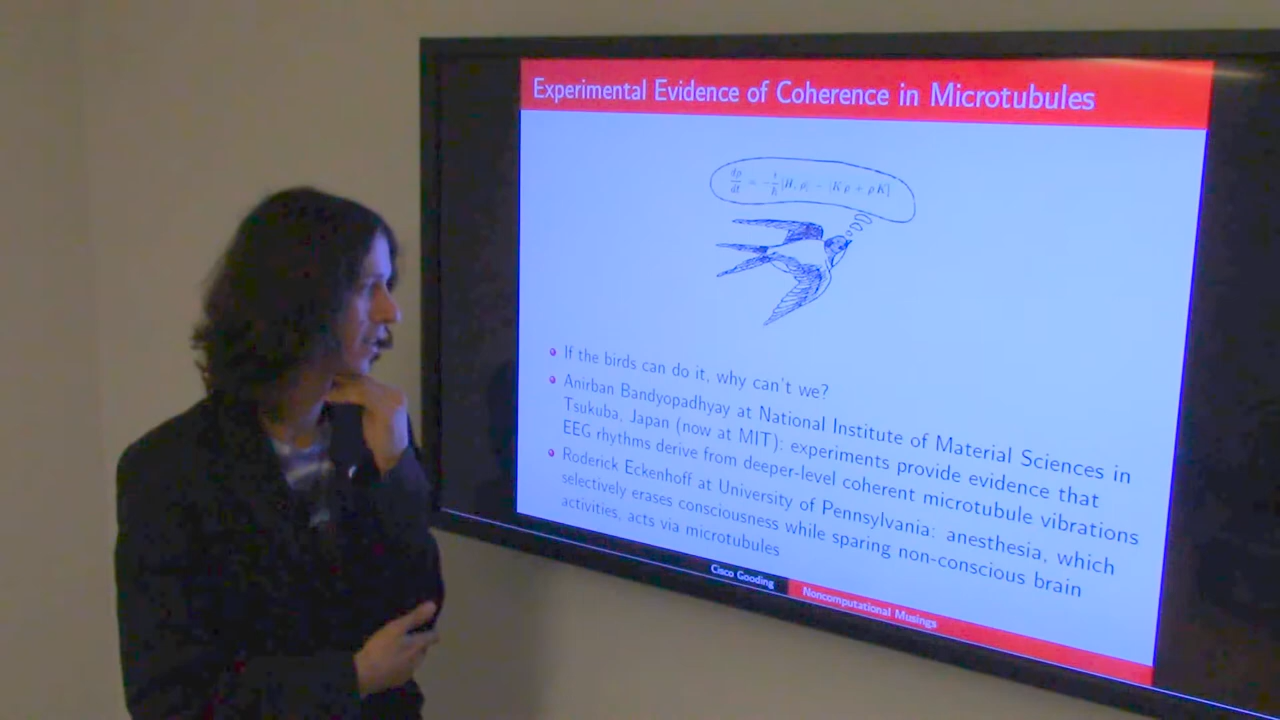 Experimental Evidence of Coherence in Microtubules
dρ/dt = −i/ħ [H, ρ] − [K ρ + ρ K]
If the birds can do it, why can't we?
Anirban Bandyopadhyay at National Institute of Material Sciences in
Tsukuba, Japan (now at MIT): experiments provide evidence that
EEG rhythms derive from deeper-level coherent microtubule vibrations
Roderick Eckenhoff at University of Pennsylvania: anesthesia, which
selectively erases consciousness while sparing non-conscious brain
activities, acts via microtubules
Cisco Gooding
Noncomputational Musings